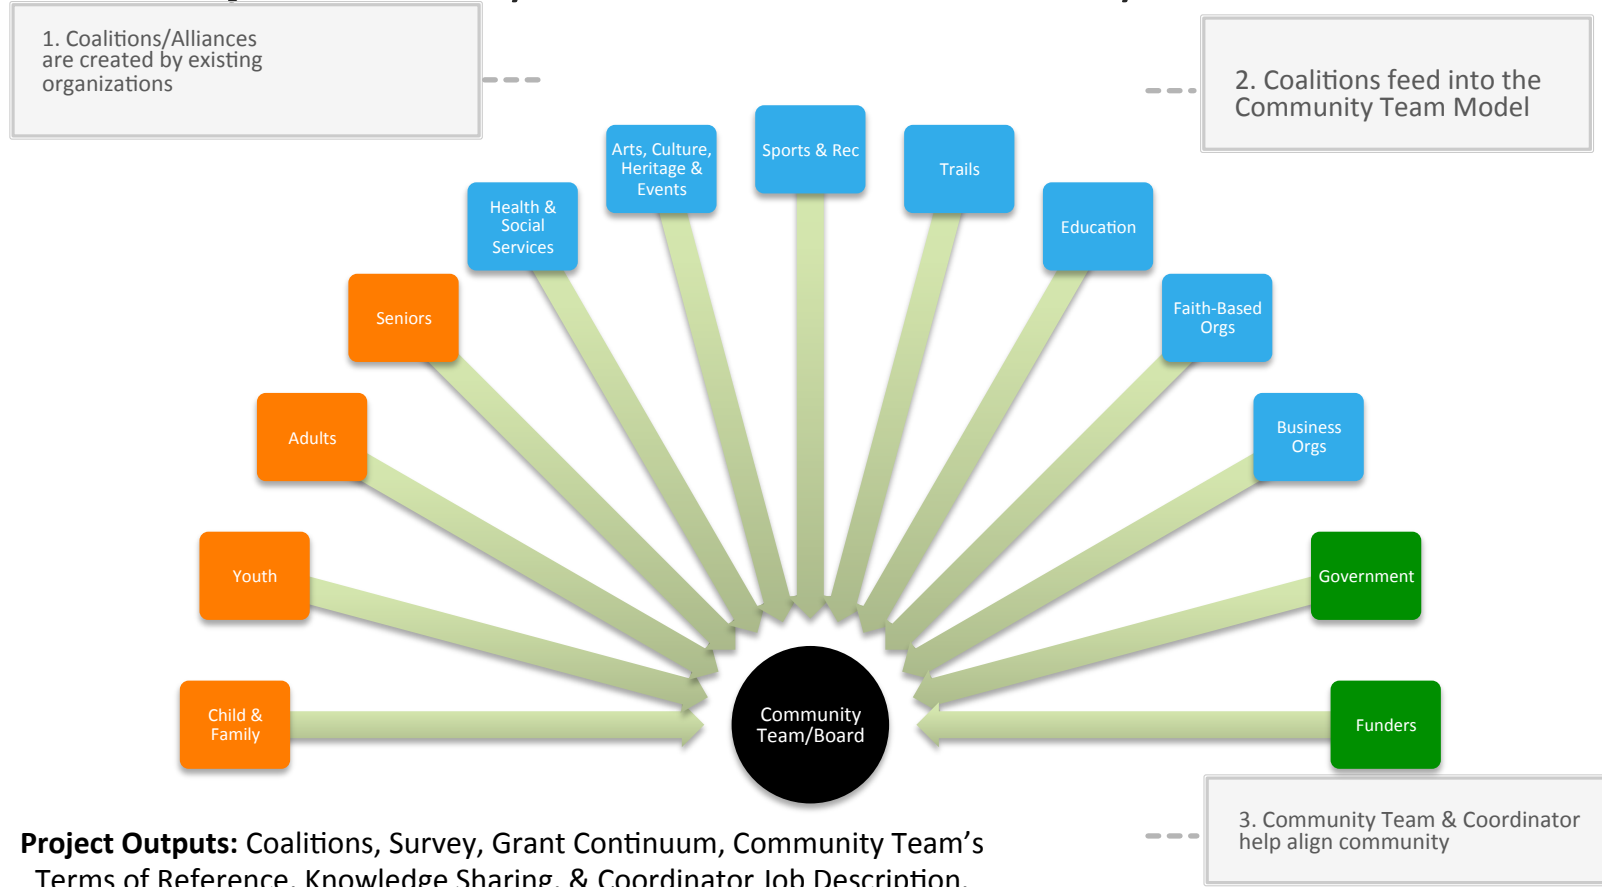 1. Coalitions/Alliances
are created by existing
organizations
2. Coalitions feed into the
Community Team Model
Sports & Rec
Arts, Culture,
Heritage &
Events
Trails
Health &
Social
Services
Education
Seniors
Faith-Based
Orgs
Adults
Business
Orgs
Youth
Government
Child &
Family
Community
Team/Board
Funders
3. Community Team & Coordinator
help align community
Project Outputs: Coalitions, Survey, Grant Continuum, Community Team's
Terms of Reference, Knowledge Sharing, & Coordinator Job Description.